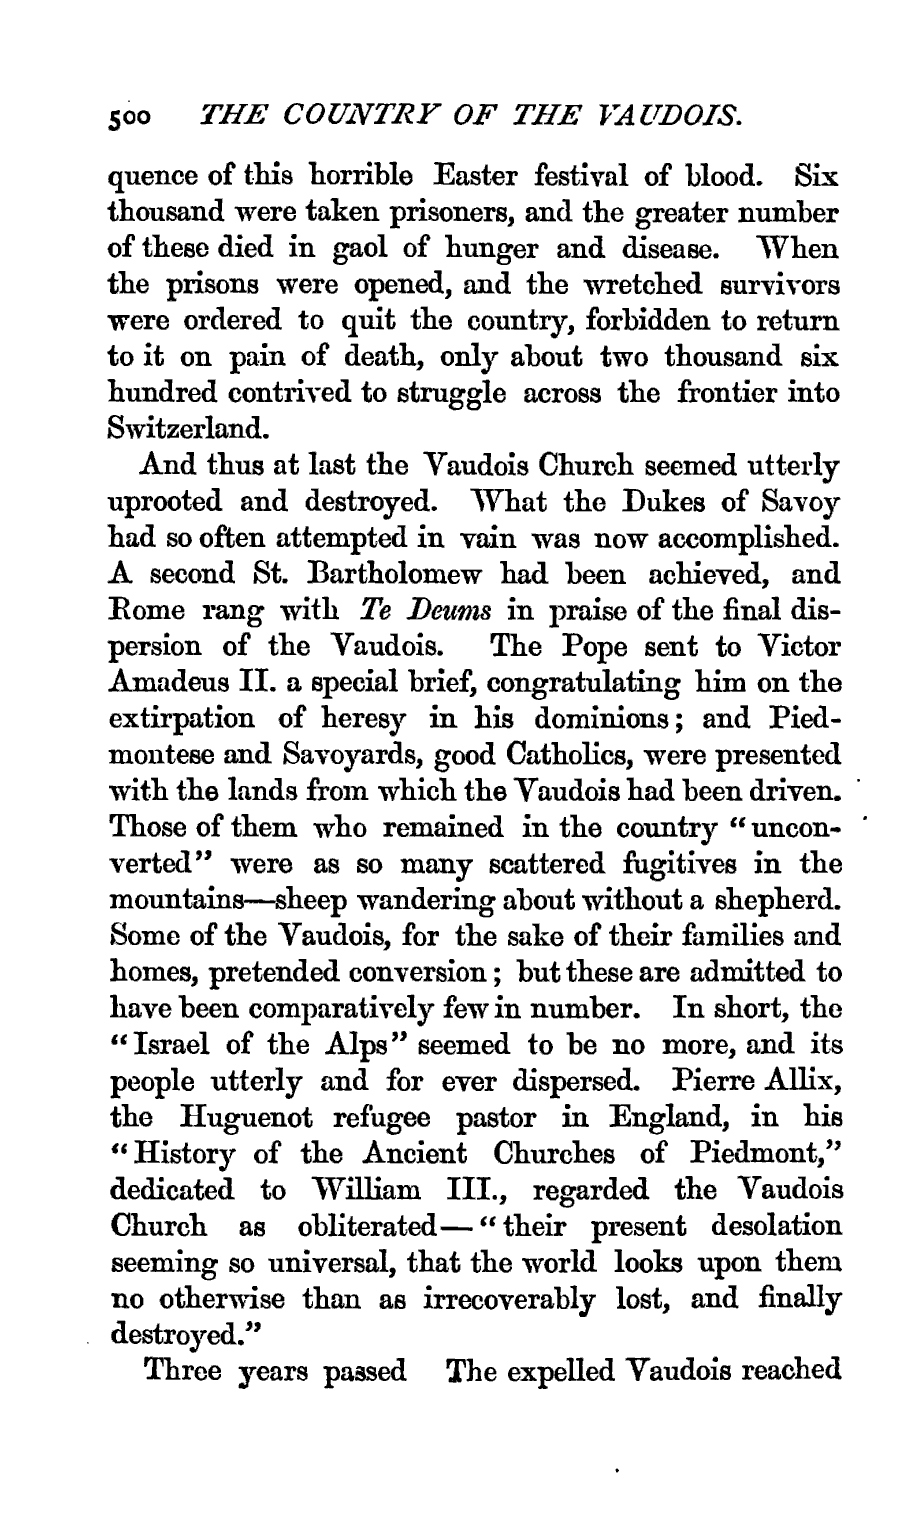 500 THE COUNTRY OF THE VAUDOIS.
quence of this horrible Easter festival of blood. Six
thousand were taken prisoners, and the greater number
of these died in gaol of hunger and disease. When
the prisons were opened, and the wretched survivors
were ordered to quit the country, forbidden to return
to it on pain of death, only about two thousand six
hundred contrived to struggle across the frontier into
Switzerland.
And thus at last the Vaudois Church seemed utterly
uprooted and destroyed. What the Dukes of Savoy
had so often attempted in vain was now accomplished.
A second St. Bartholomew had been achieved, and
Rome rang with Te Deums in praise of the final dis-
persion of the Vaudois. The Pope sent to Victor
Amadeus II. a special brief, congratulating him on the
extirpation of heresy in his dominions; and Pied-
montese and Savoyards, good Catholics, were presented
with the lands from which the Vaudois had been driven.
Those of them who remained in the country "uncon-
verted" were as so many scattered fugitives in the
mountains—sheep wandering about without a shepherd.
Some of the Vaudois, for the sake of their families and
homes, pretended conversion; but these are admitted to
have been comparatively few in number. In short, the
"Israel of the Alps" seemed to be no more, and its
people utterly and for ever dispersed. Pierre Allix,
the Huguenot refugee pastor in England, in his
"History of the Ancient Churches of Piedmont,"
dedicated to William III., regarded the Vaudois
Church as obliterated—"their present desolation
seeming so universal, that the world looks upon them
no otherwise than as irrecoverably lost, and finally
destroyed."
Three years passed The expelled Vaudois reached